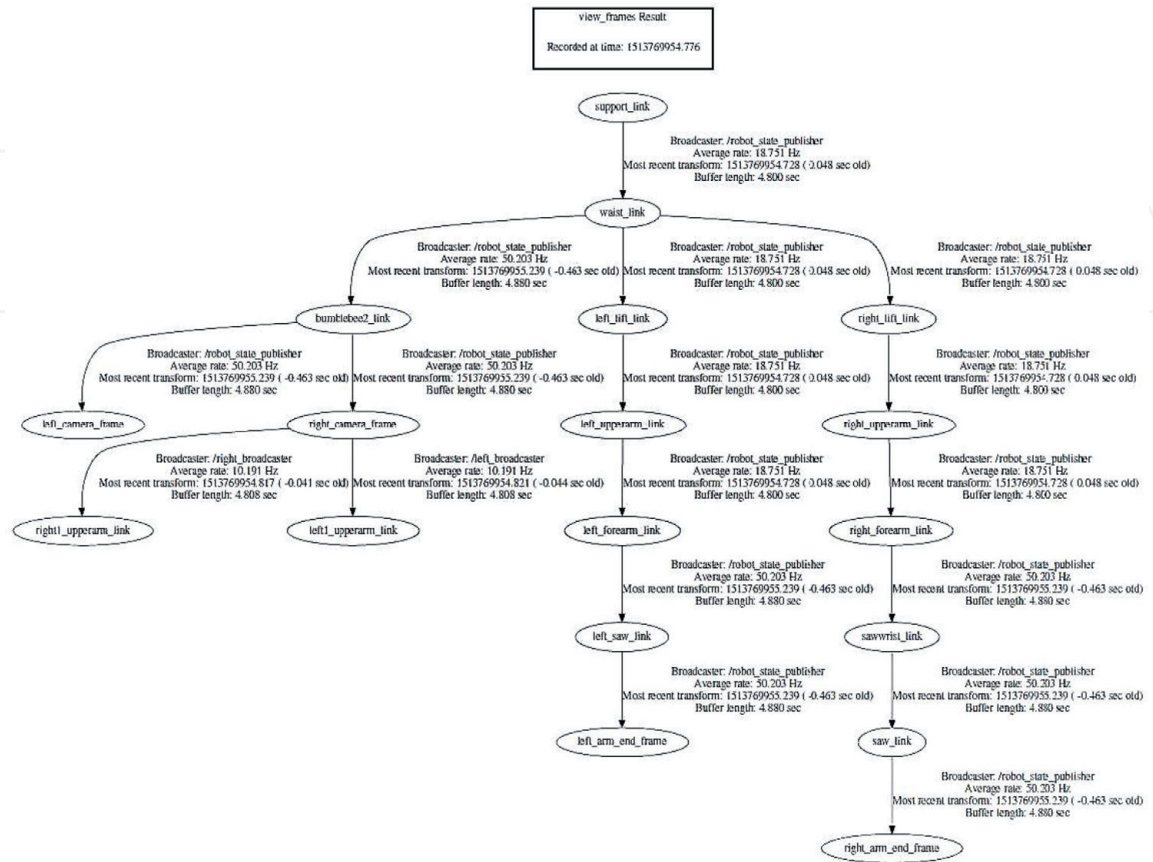 view_frames Result
Recorded at time: 1513769954.776
support_link
Broadcaster: /robot_state_publisher
Average rate: 18.751 Hz
Most recent transform: 1513769954.728 ( 0.048 sec old)
Buffer length: 4.800 sec
waist_link
Broadcaster: /robot_state_publisher
Average rate: 50.203 Hz
Most recent transform: 1513769955.239 ( -0.463 sec old)
Buffer length: 4.880 sec
Broadcaster: /robot_state_publisher
Average rate: 18.751 Hz
Most recent transform: 1513769954.728 ( 0.048 sec old)
Buffer length: 4.800 sec
Broadcaster: /robot_state_publisher
Average rate: 18.751 Hz
Most recent transform: 1513769954.728 ( 0.048 sec old)
Buffer length: 4.800 sec
bumblebee2_link
left_lift_link
right_lift_link
Broadcaster: /robot_state_publisher
Average rate: 50.203 Hz
Most recent transform: 1513769955.239 ( -0.463 sec old)
Buffer length: 4.880 sec
Broadcaster: /robot_state_publisher
Average rate: 50.203 Hz
Most recent transform: 1513769955.239 ( -0.463 sec old)
Buffer length: 4.880 sec
Broadcaster: /robot_state_publisher
Average rate: 18.751 Hz
Most recent transform: 1513769954.728 ( 0.048 sec old)
Buffer length: 4.800 sec
Broadcaster: /robot_state_publisher
Average rate: 18.751 Hz
Most recent transform: 1513769954.728 ( 0.048 sec old)
Buffer length: 4.800 sec
left_camera_frame
right_camera_frame
left_upperarm_link
right_upperarm_link
Broadcaster: /right_broadcaster
Average rate: 10.191 Hz
Most recent transform: 1513769954.817 ( -0.041 sec old)
Buffer length: 4.808 sec
Broadcaster: /left_broadcaster
Average rate: 10.191 Hz
Most recent transform: 1513769954.821 ( -0.044 sec old)
Buffer length: 4.808 sec
Broadcaster: /robot_state_publisher
Average rate: 18.751 Hz
Most recent transform: 1513769954.728 ( 0.048 sec old)
Buffer length: 4.800 sec
Broadcaster: /robot_state_publisher
Average rate: 18.751 Hz
Most recent transform: 1513769954.728 ( 0.048 sec old)
Buffer length: 4.800 sec
right1_upperarm_link
left1_upperarm_link
left_forearm_link
right_forearm_link
Broadcaster: /robot_state_publisher
Average rate: 50.203 Hz
Most recent transform: 1513769955.239 ( -0.463 sec old)
Buffer length: 4.880 sec
Broadcaster: /robot_state_publisher
Average rate: 50.203 Hz
Most recent transform: 1513769955.239 ( -0.463 sec old)
Buffer length: 4.880 sec
left_saw_link
sawwrist_link
Broadcaster: /robot_state_publisher
Average rate: 50.203 Hz
Most recent transform: 1513769955.239 ( -0.463 sec old)
Buffer length: 4.880 sec
Broadcaster: /robot_state_publisher
Average rate: 50.203 Hz
Most recent transform: 1513769955.239 ( -0.463 sec old)
Buffer length: 4.880 sec
left_arm_end_frame
saw_link
Broadcaster: /robot_state_publisher
Average rate: 50.203 Hz
Most recent transform: 1513769955.239 ( -0.463 sec old)
Buffer length: 4.880 sec
right_arm_end_frame